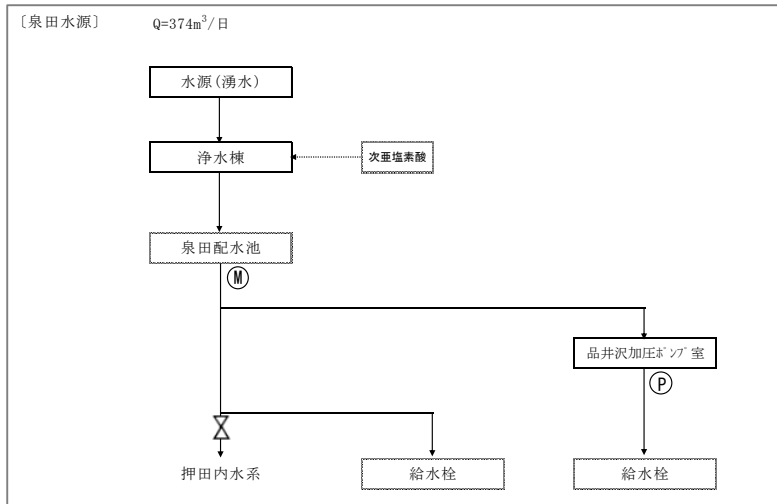 〔泉田水源〕 Q=374m³/日
水源(湧水)
浄水棟
次亜塩素酸
泉田配水池
Ⓜ
品井沢加圧ﾎﾟﾝﾌﾟ室
Ⓟ
押田内水系
給水栓
給水栓